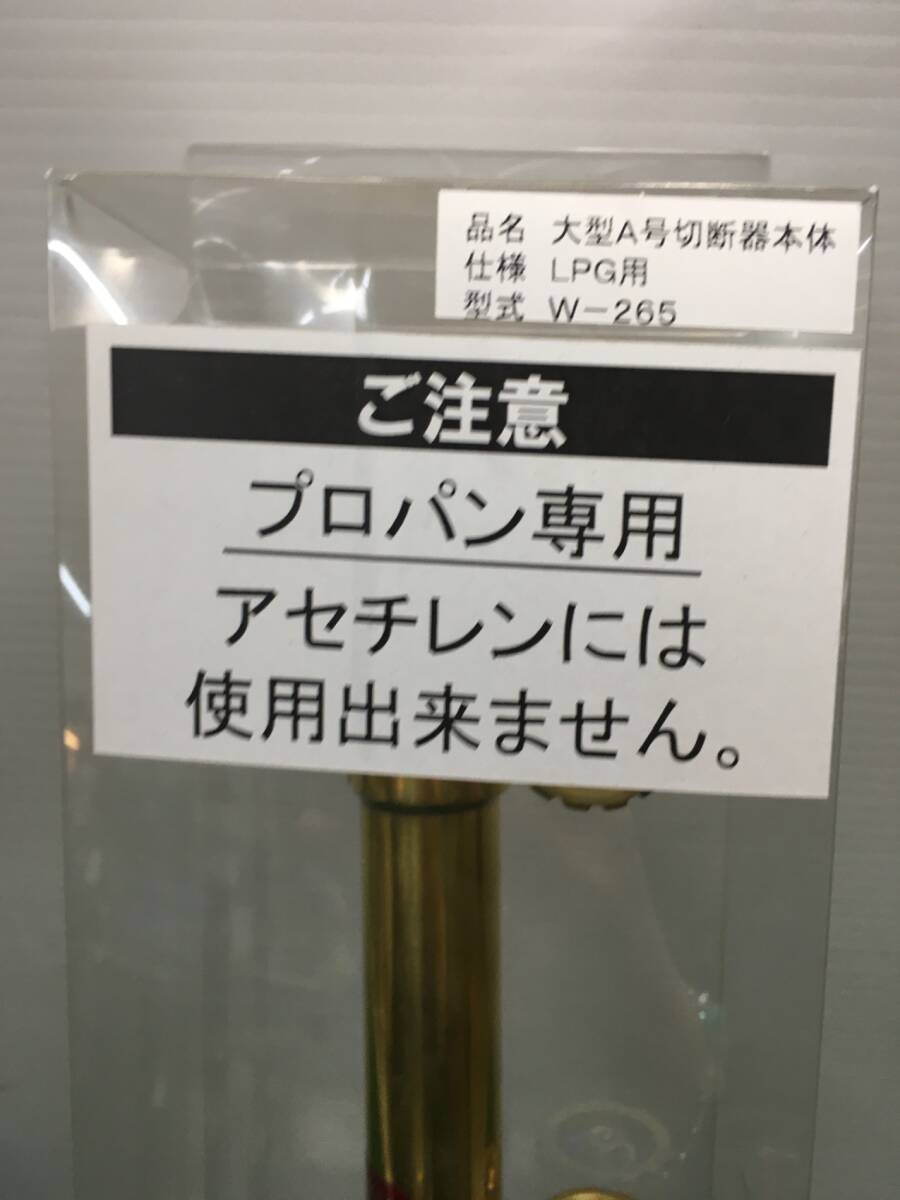 品名 大型A号切断器本体
仕様 LPG用
型式 W-265
ご注意
プロパン専用
アセチレンには
使用出来ません。